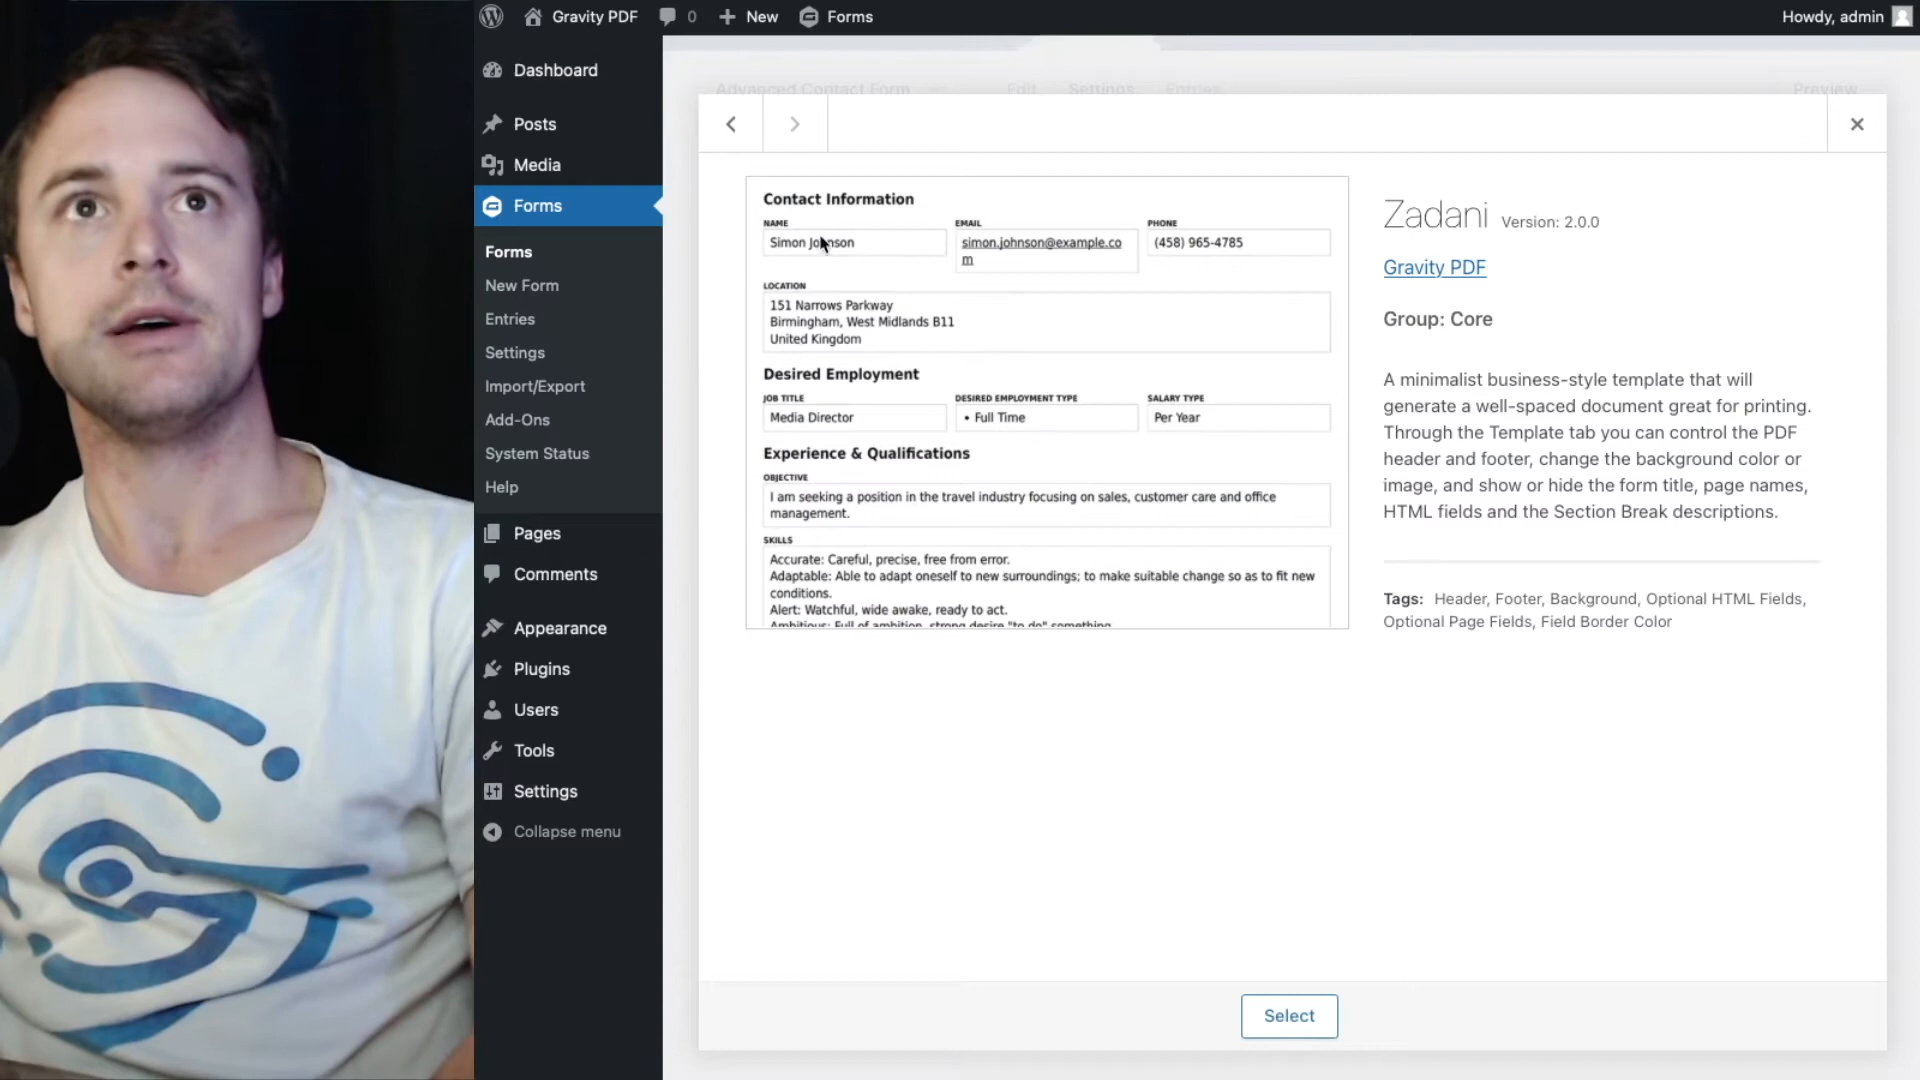 Gravity PDF
0
New
Forms
Howdy, admin
Dashboard
Posts
Media
Forms
Forms
New Form
Entries
Settings
Import/Export
Add-Ons
System Status
Help
Pages
Comments
Appearance
Plugins
Users
Tools
Settings
Collapse menu
Advanced Contact Form
Edit
Settings
Entries
Preview
Contact Information
NAME
EMAIL
PHONE
Simon Johnson
simon.johnson@example.co
m
(458) 965-4785
LOCATION
151 Narrows Parkway
Birmingham, West Midlands B11
United Kingdom
Desired Employment
JOB TITLE
DESIRED EMPLOYMENT TYPE
SALARY TYPE
Media Director
• Full Time
Per Year
Experience & Qualifications
OBJECTIVE
I am seeking a position in the travel industry focusing on sales, customer care and office
management.
SKILLS
Accurate: Careful, precise, free from error.
Adaptable: Able to adapt oneself to new surroundings; to make suitable change so as to fit new
conditions.
Alert: Watchful, wide awake, ready to act.
Ambitious: Full of ambition, strong desire "to do" something.
Zadani Version: 2.0.0
Gravity PDF
Group: Core
A minimalist business-style template that will
generate a well-spaced document great for printing.
Through the Template tab you can control the PDF
header and footer, change the background color or
image, and show or hide the form title, page names,
HTML fields and the Section Break descriptions.
Tags: Header, Footer, Background, Optional HTML Fields,
Optional Page Fields, Field Border Color
Select